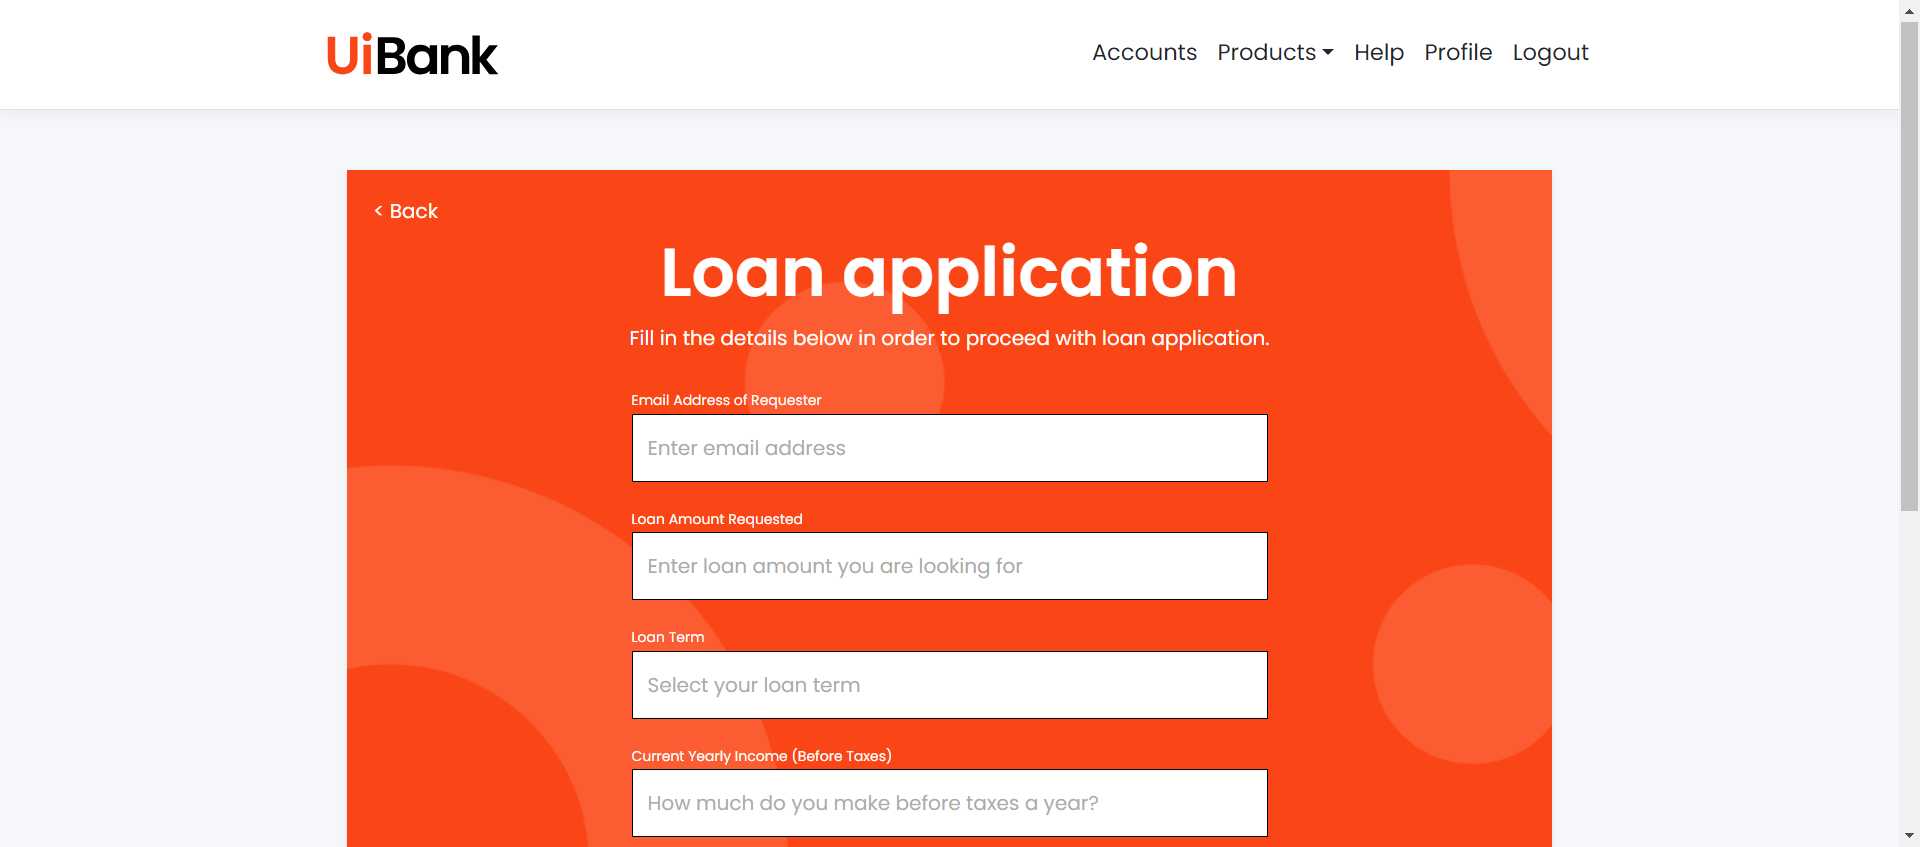 UiBank
Accounts Products Help Profile Logout
< Back
Loan application
Fill in the details below in order to proceed with loan application.
Email Address of Requester
Enter email address
Loan Amount Requested
Enter loan amount you are looking for
Loan Term
Select your loan term
Current Yearly Income (Before Taxes)
How much do you make before taxes a year?